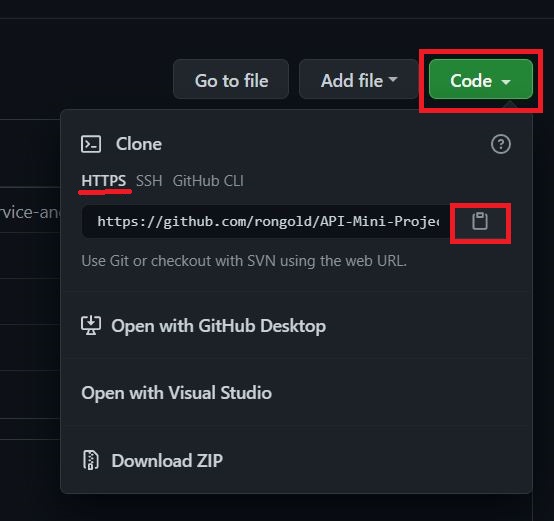 Go to file Add file Code
Clone
HTTPS SSH GitHub CLI
rvice-an
https://github.com/rongold/API-Mini-Projec
Use Git or checkout with SVN using the web URL.
Open with GitHub Desktop
Open with Visual Studio
Download ZIP